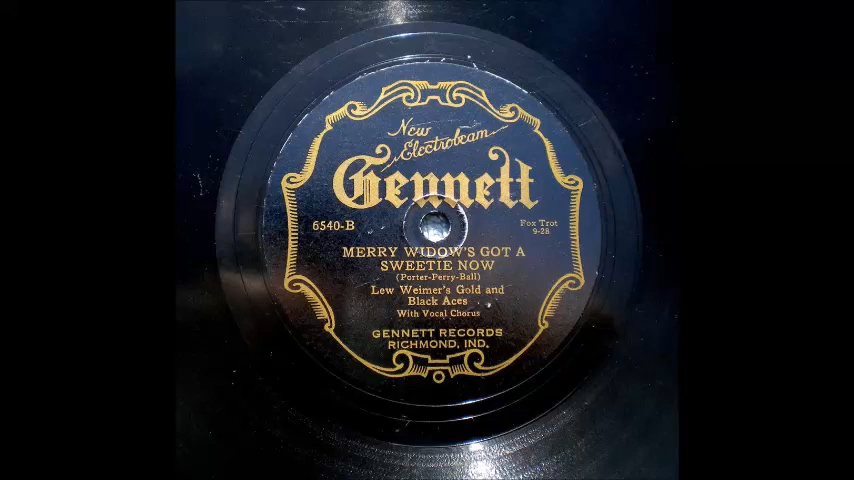 New
Electrobeam
Gennett
6540-B
Fox Trot
9-28
MERRY WIDOW'S GOT A
SWEETIE NOW
(Porter-Perry-Ball)
Lew Weimer's Gold and
Black Aces
With Vocal Chorus
GENNETT RECORDS
RICHMOND, IND.